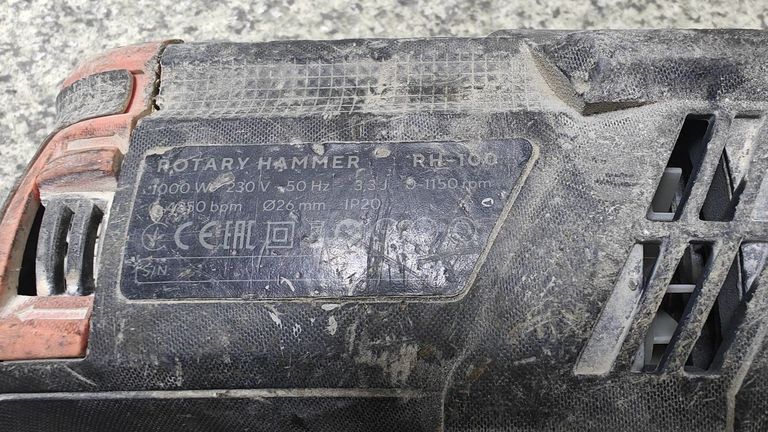 ROTARY HAMMER RH-100
1000 W 230 V ~ 50 Hz 3,3 J 0-1150 rpm
bpm Ø26 mm IP20
CE EAC
S/N